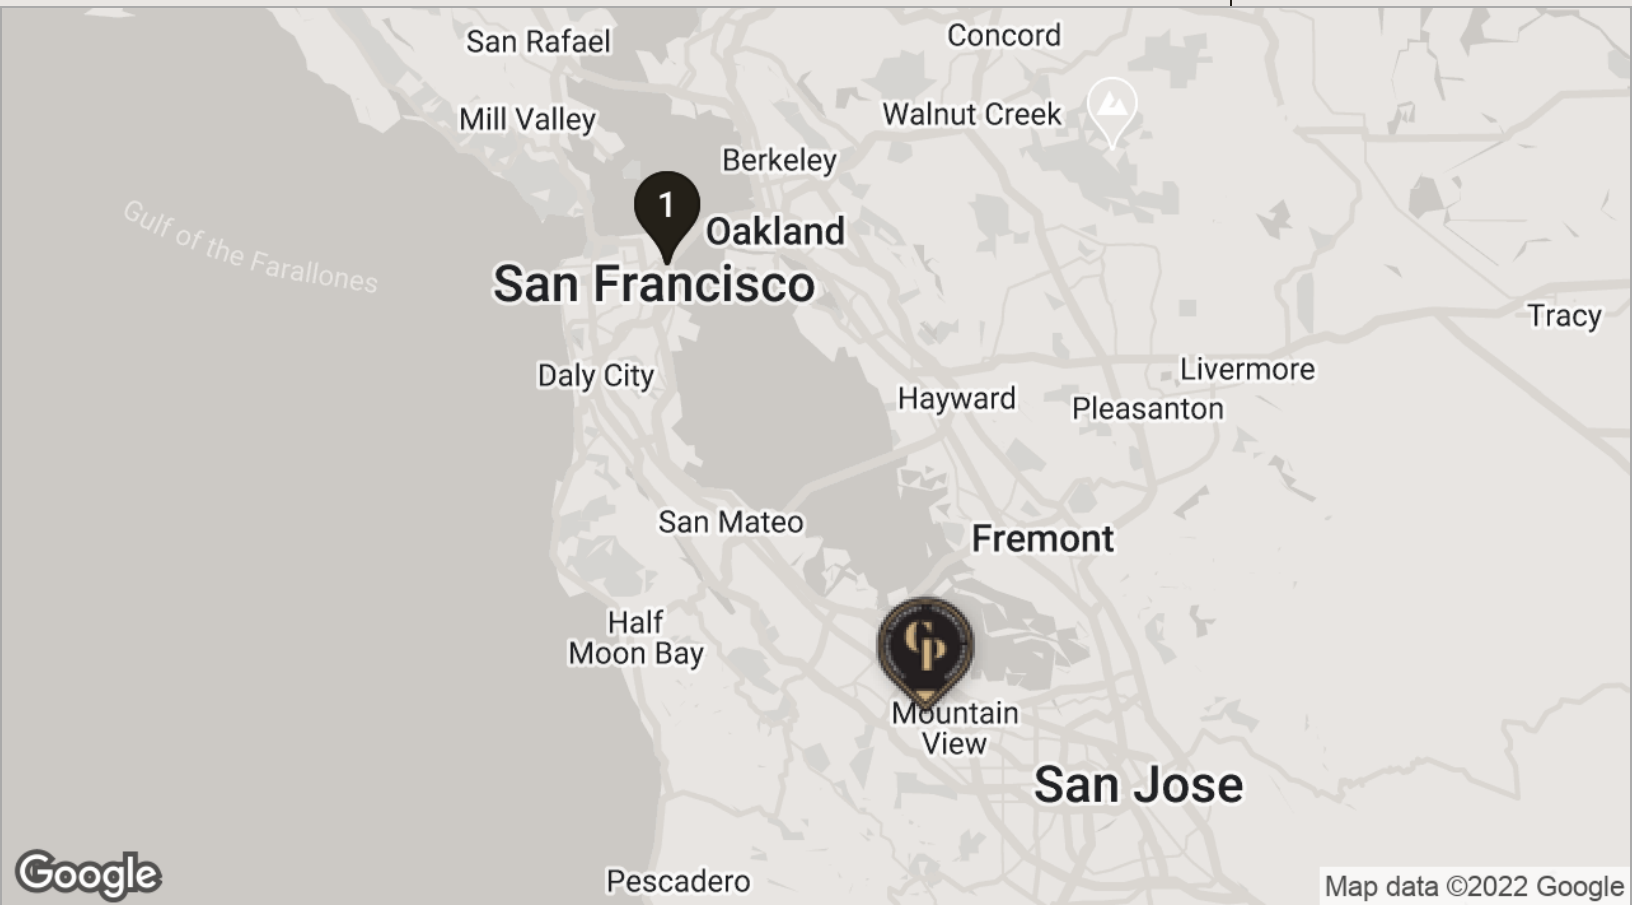 San Rafael
Concord
Mill Valley
Walnut Creek
Berkeley
1
Oakland
Gulf of the Farallones
San Francisco
Tracy
Daly City
Livermore
Hayward
Pleasanton
San Mateo
Fremont
Half
Moon Bay
CP
Mountain
View
San Jose
Pescadero
Google
Map data ©2022 Google